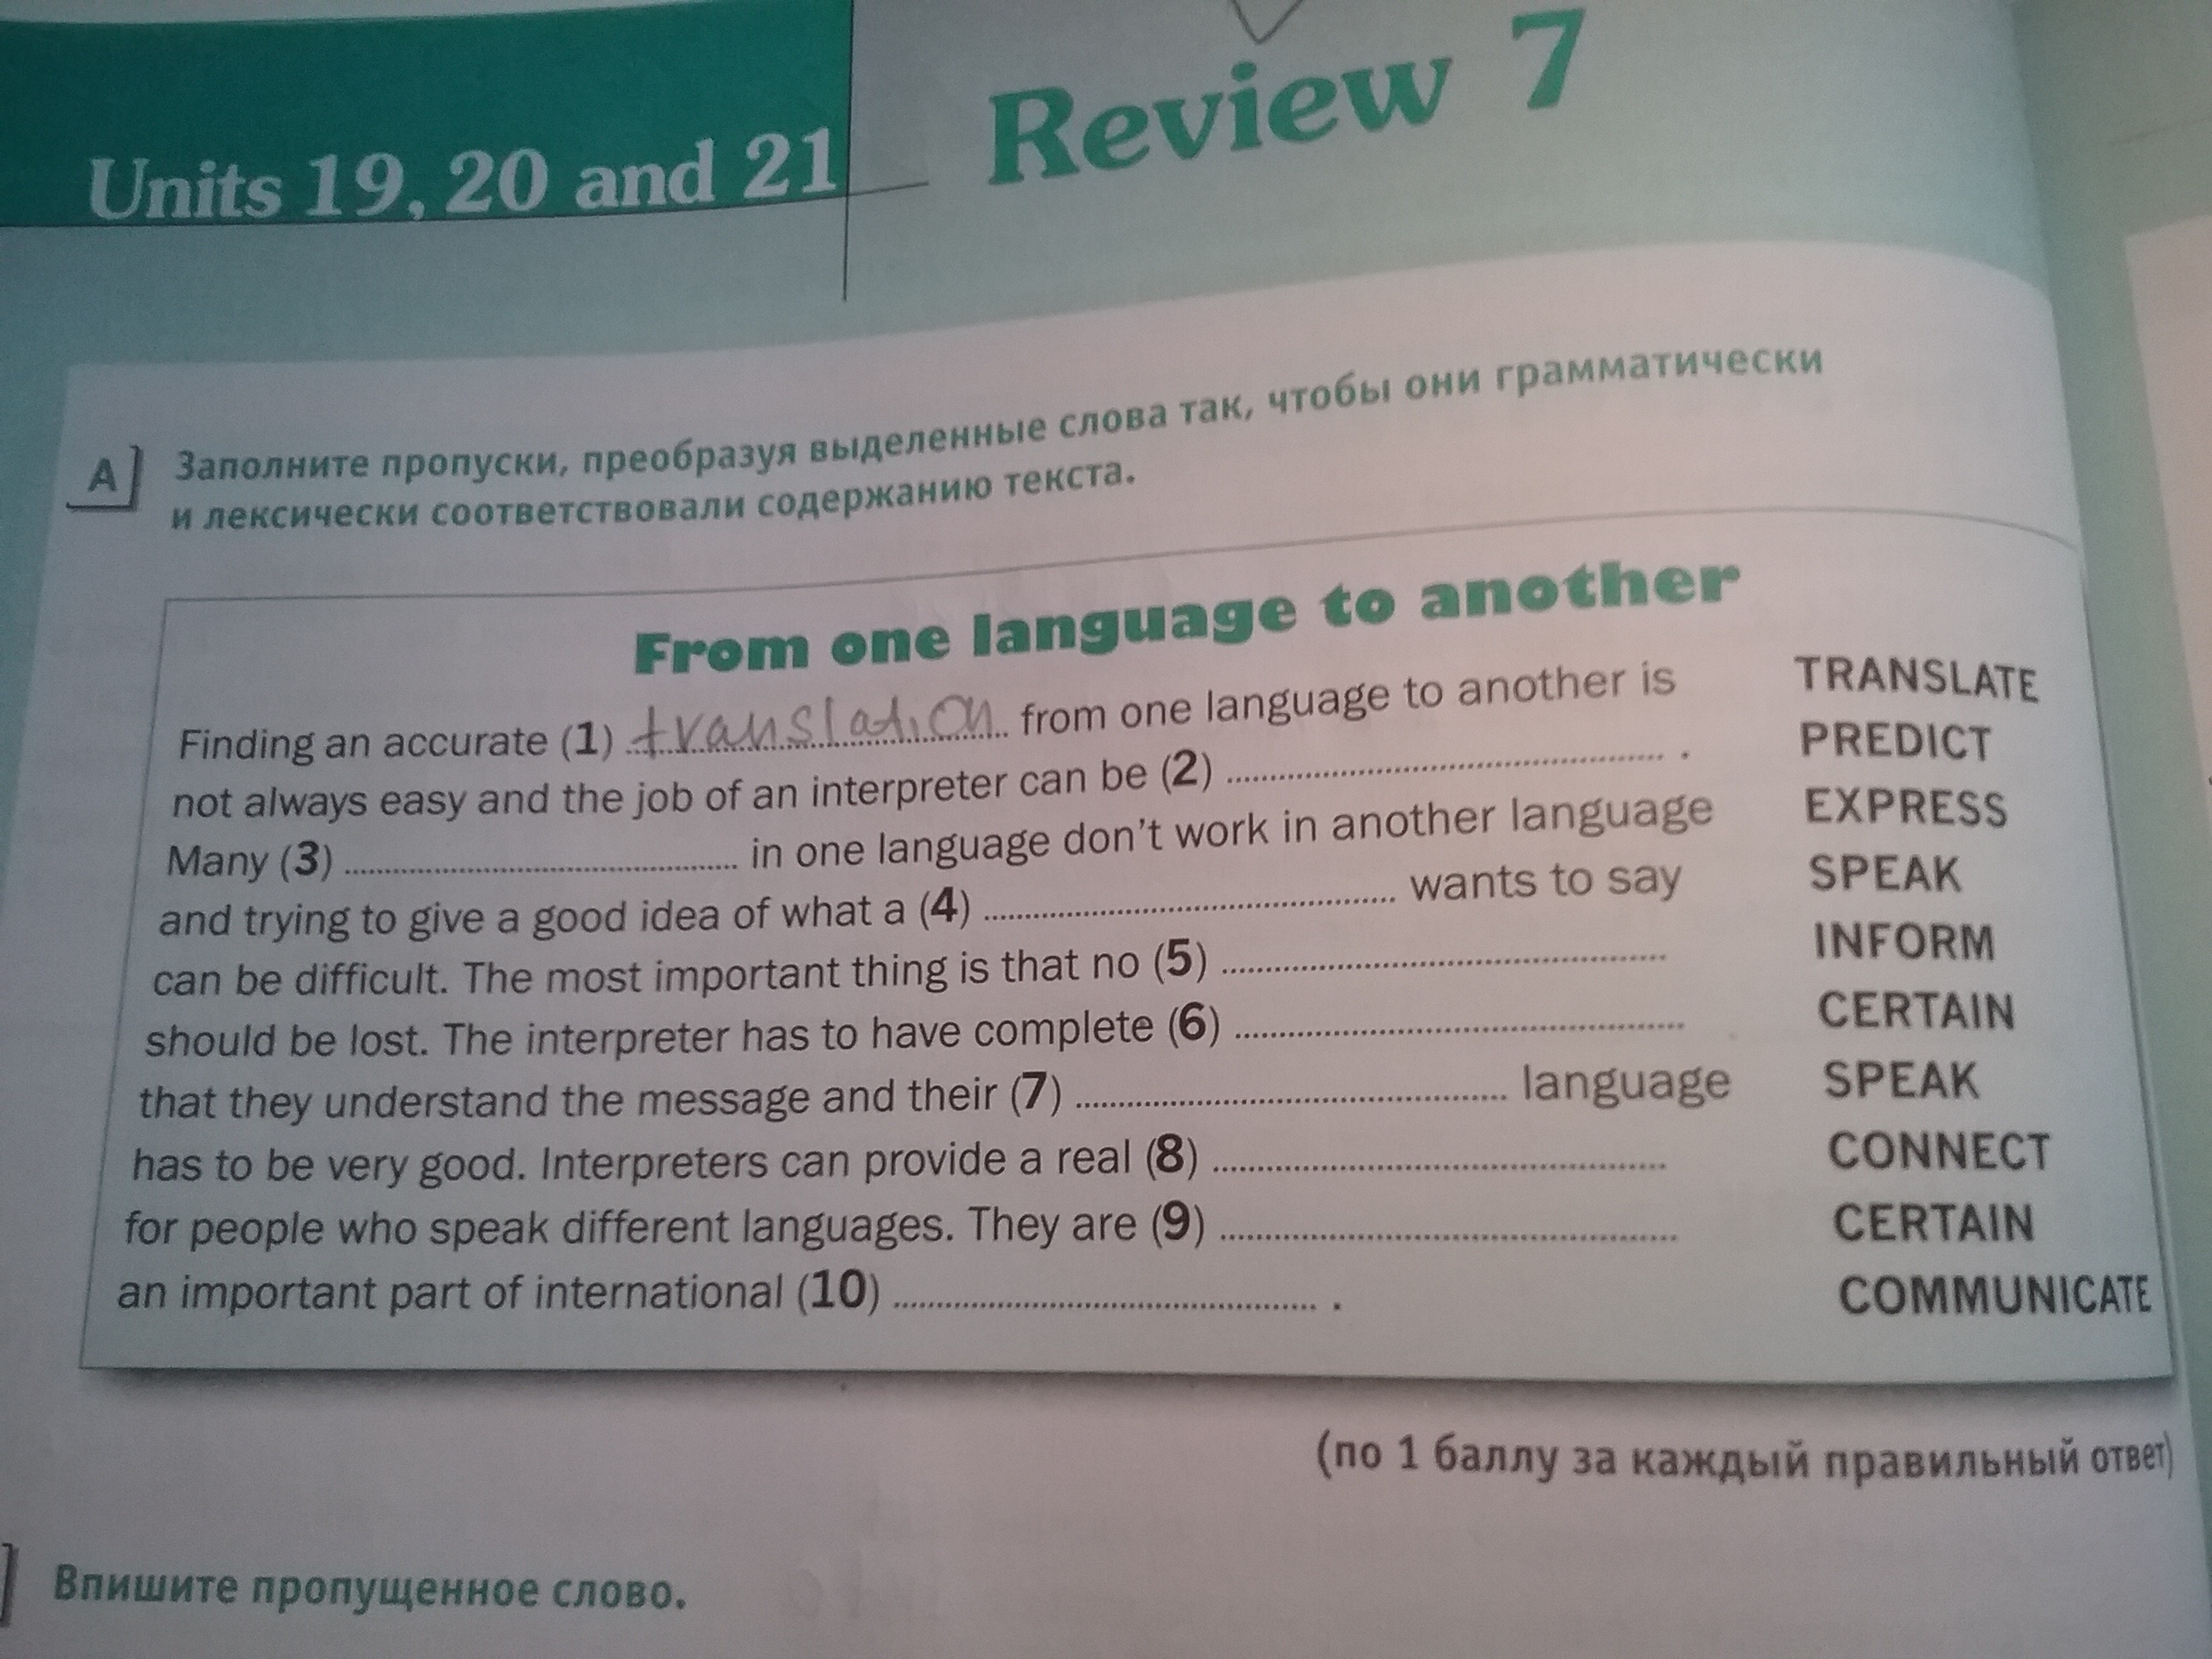 Units 19, 20 and 21
Review 7
A
Заполните пропуски, преобразуя выделенные слова так, чтобы они грамматически
и лексически соответствовали содержанию текста.
From one language to another
Finding an accurate (1) translation from one language to another is TRANSLATE
not always easy and the job of an interpreter can be (2) .................... . PREDICT
Many (3) .................... in one language don't work in another language EXPRESS
and trying to give a good idea of what a (4) .................... wants to say SPEAK
can be difficult. The most important thing is that no (5) .................... INFORM
should be lost. The interpreter has to have complete (6) .................... CERTAIN
that they understand the message and their (7) .................... language SPEAK
has to be very good. Interpreters can provide a real (8) .................... CONNECT
for people who speak different languages. They are (9) .................... CERTAIN
an important part of international (10) .................... . COMMUNICATE
(по 1 баллу за каждый правильный ответ)
Впишите пропущенное слово.